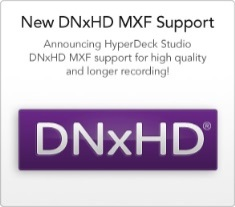 New DNxHD MXF Support
Announcing HyperDeck Studio
DNxHD MXF support for high quality
and longer recording!
DNxHD®